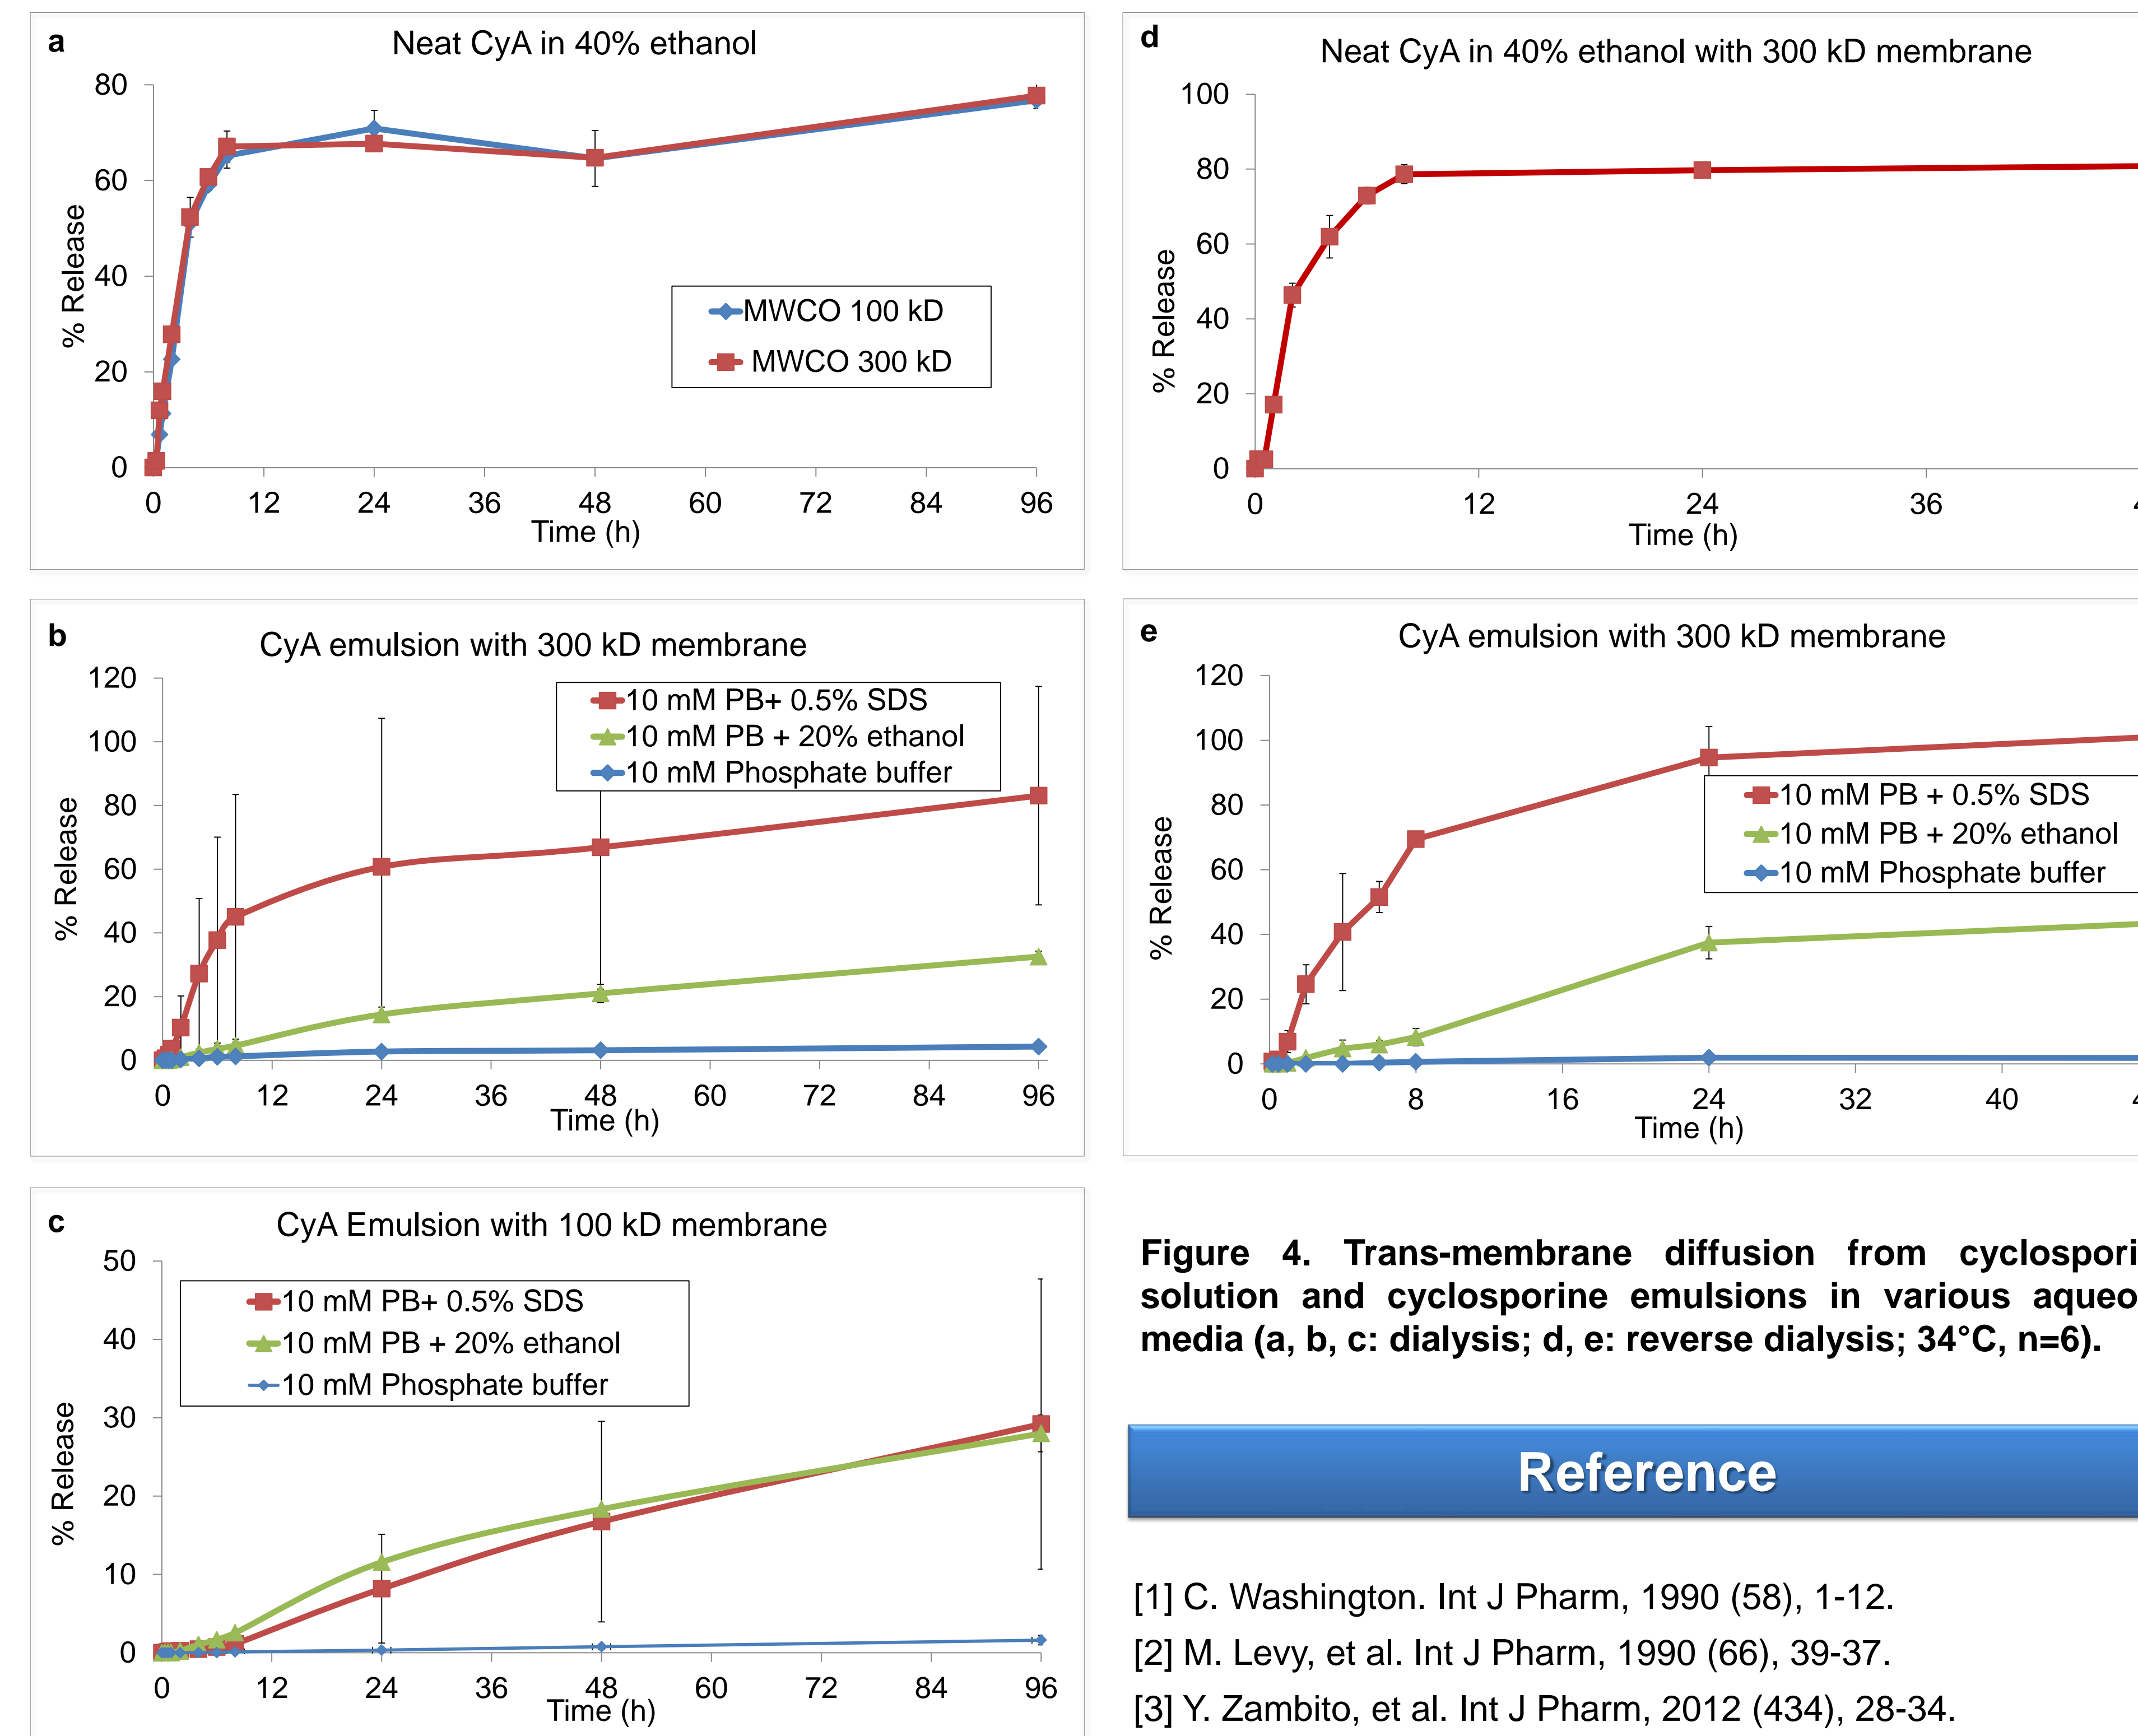 a
Neat CyA in 40% ethanol
80
60
40
20
0
% Release
MWCO 100 kD
MWCO 300 kD
0 12 24 36 48 60 72 84 96
Time (h)
b
CyA emulsion with 300 kD membrane
120
100
80
60
40
20
0
% Release
10 mM PB+ 0.5% SDS
10 mM PB + 20% ethanol
10 mM Phosphate buffer
0 12 24 36 48 60 72 84 96
Time (h)
c
CyA Emulsion with 100 kD membrane
50
40
30
20
10
0
% Release
10 mM PB+ 0.5% SDS
10 mM PB + 20% ethanol
10 mM Phosphate buffer
0 12 24 36 48 60 72 84 96
Time (h)
d
Neat CyA in 40% ethanol with 300 kD membrane
100
80
60
40
20
0
% Release
0 12 24 36
Time (h)
e
CyA emulsion with 300 kD membrane
120
100
80
60
40
20
0
% Release
10 mM PB + 0.5% SDS
10 mM PB + 20% ethanol
10 mM Phosphate buffer
0 8 16 24 32 40
Time (h)
Figure 4. Trans-membrane diffusion from cyclospori
solution and cyclosporine emulsions in various aqueo
media (a, b, c: dialysis; d, e: reverse dialysis; 34°C, n=6).
Reference
[1] C. Washington. Int J Pharm, 1990 (58), 1-12.
[2] M. Levy, et al. Int J Pharm, 1990 (66), 39-37.
[3] Y. Zambito, et al. Int J Pharm, 2012 (434), 28-34.